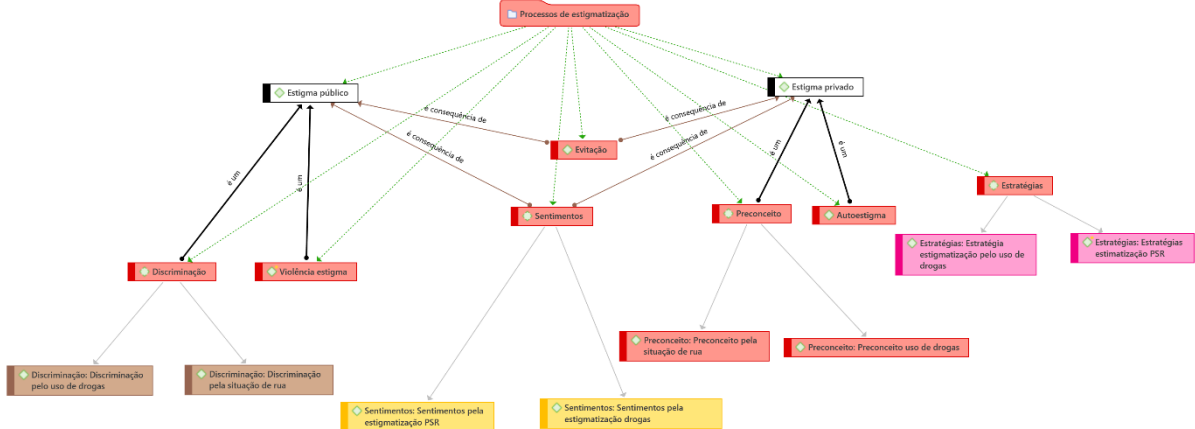 Processos de estigmatização
Estigma público
Estigma privado
é consequência de
é consequência de
é consequência de
é consequência de
Evitação
é um
é um
é um
é um
Estratégias
Sentimentos
Preconceito
Autoestigma
Estratégias: Estratégia
estigmatização pelo uso de
drogas
Estratégias: Estratégias
estimatização PSR
Discriminação
Violência estigma
Preconceito: Preconceito pela
situação de rua
Preconceito: Preconceito uso de drogas
Discriminação: Discriminação
pelo uso de drogas
Discriminação: Discriminação
pela situação de rua
Sentimentos: Sentimentos pela
estigmatização PSR
Sentimentos: Sentimentos pela
estigmatização drogas